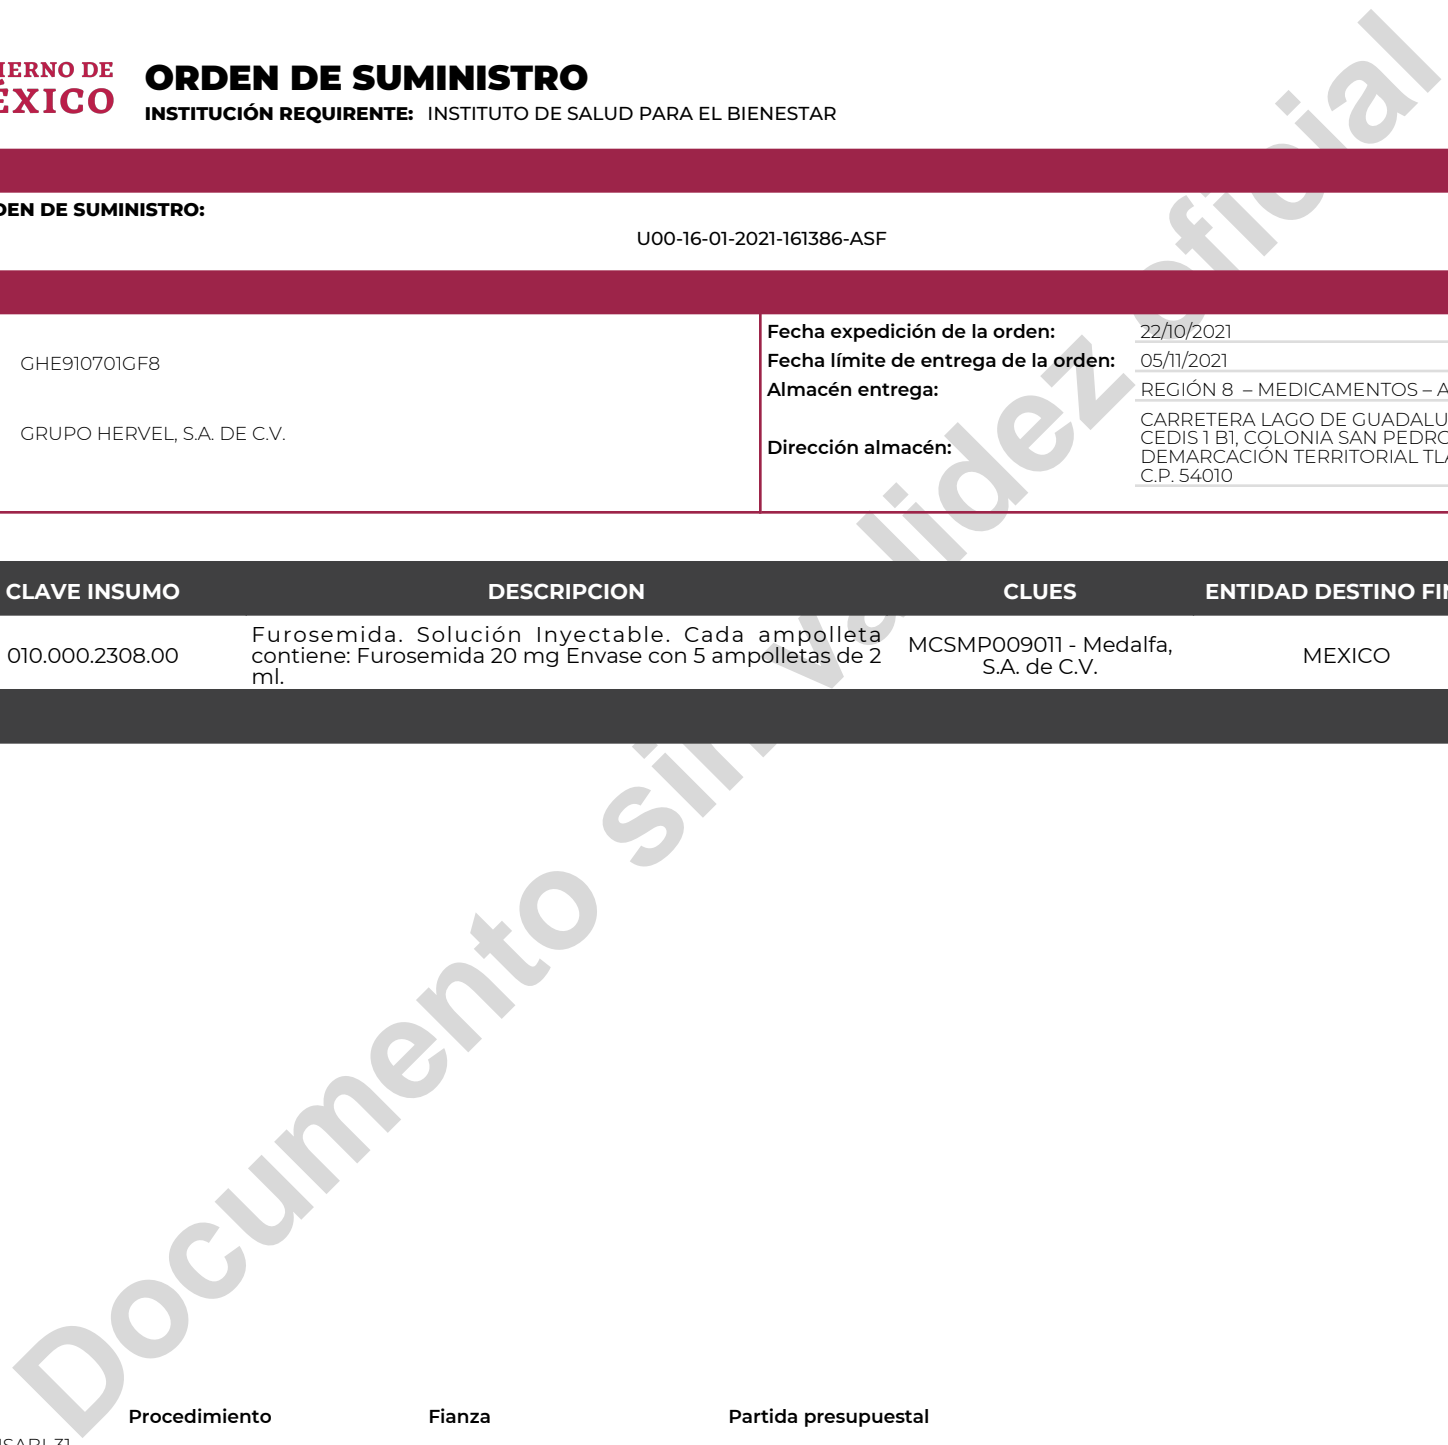 IERNO DE
ÉXICO
ORDEN DE SUMINISTRO
INSTITUCIÓN REQUIRENTE: INSTITUTO DE SALUD PARA EL BIENESTAR
DEN DE SUMINISTRO:
U00-16-01-2021-161386-ASF
GHE910701GF8
GRUPO HERVEL, S.A. DE C.V.
Fecha expedición de la orden: 22/10/2021
Fecha límite de entrega de la orden: 05/11/2021
Almacén entrega: REGIÓN 8 – MEDICAMENTOS – A
Dirección almacén: CARRETERA LAGO DE GUADALU
CEDIS 1 B1, COLONIA SAN PEDRO
DEMARCACIÓN TERRITORIAL TLA
C.P. 54010
CLAVE INSUMO DESCRIPCION CLUES ENTIDAD DESTINO FIN
010.000.2308.00
Furosemida. Solución Inyectable. Cada ampolleta
contiene: Furosemida 20 mg Envase con 5 ampolletas de 2
ml.
MCSMP009011 - Medalfa,
S.A. de C.V.
MEXICO
Documento sin validez oficial
Procedimiento Fianza Partida presupuestal